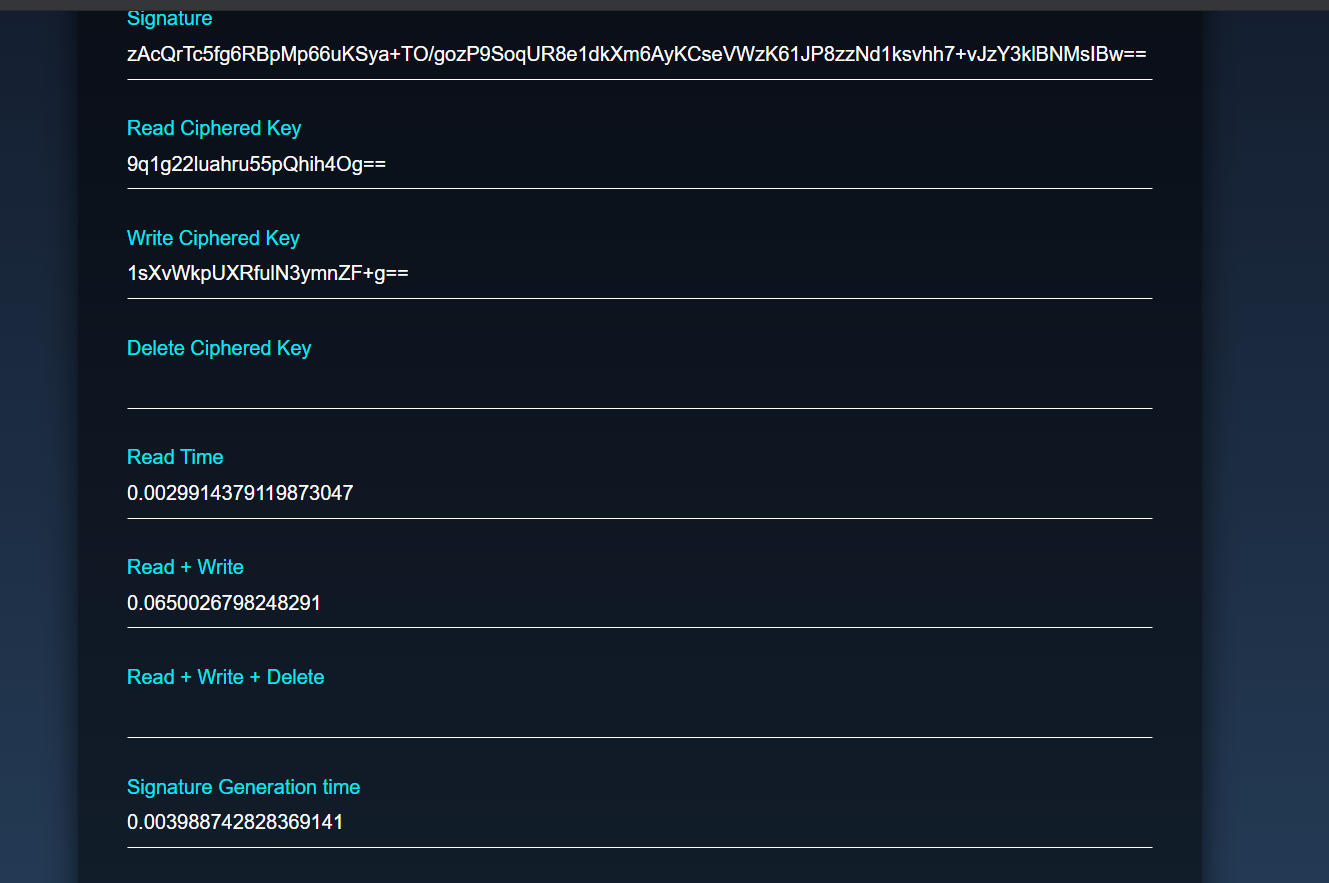 Signature
zAcQrTc5fg6RBpMp66uKSya+TO/gozP9SoqUR8e1dkXm6AyKCseVWzK61JP8zzNd1ksvhh7+vJzY3klBNMsIBw==
Read Ciphered Key
9q1g22luahru55pQhih4Og==
Write Ciphered Key
1sXvWkpUXRfulN3ymnZF+g==
Delete Ciphered Key
Read Time
0.0029914379119873047
Read + Write
0.0650026798248291
Read + Write + Delete
Signature Generation time
0.003988742828369141